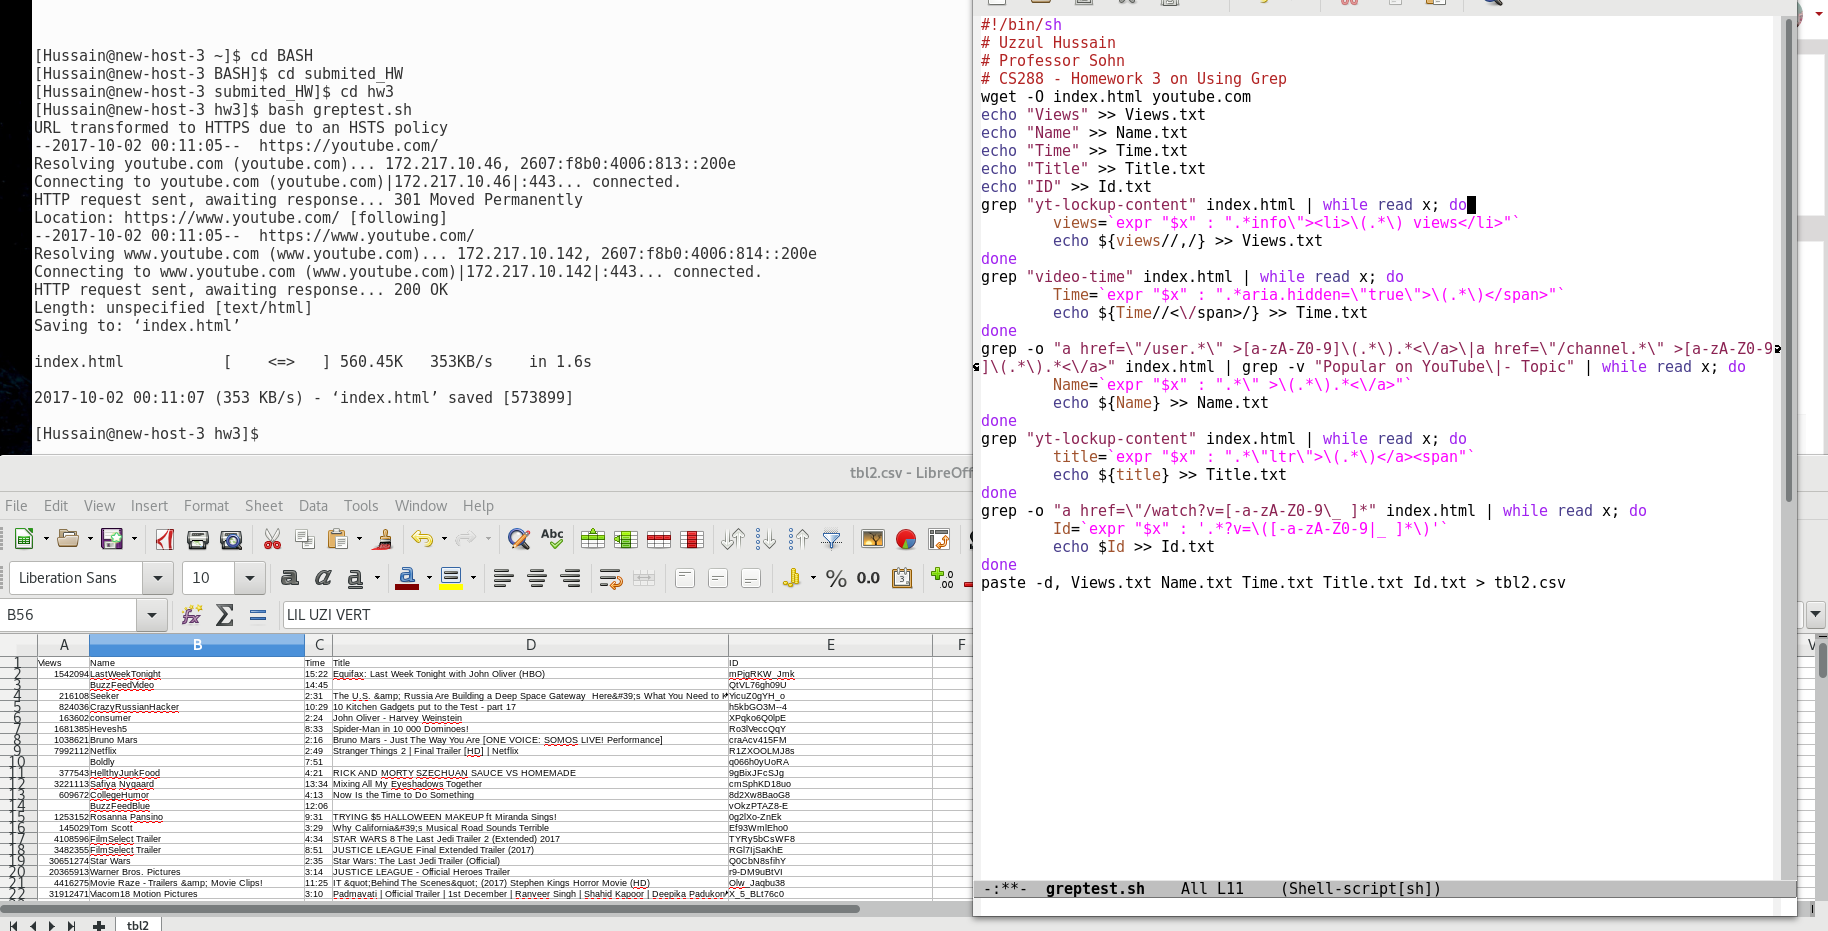 [Hussain@new-host-3 ~]$ cd BASH
[Hussain@new-host-3 BASH]$ cd submited_HW
[Hussain@new-host-3 submited_HW]$ cd hw3
[Hussain@new-host-3 hw3]$ bash greptest.sh
URL transformed to HTTPS due to an HSTS policy
--2017-10-02 00:11:05--  https://youtube.com/
Resolving youtube.com (youtube.com)... 172.217.10.46, 2607:f8b0:4006:813::200e
Connecting to youtube.com (youtube.com)|172.217.10.46|:443... connected.
HTTP request sent, awaiting response... 301 Moved Permanently
Location: https://www.youtube.com/ [following]
--2017-10-02 00:11:05--  https://www.youtube.com/
Resolving www.youtube.com (www.youtube.com)... 172.217.10.142, 2607:f8b0:4006:814::200e
Connecting to www.youtube.com (www.youtube.com)|172.217.10.142|:443... connected.
HTTP request sent, awaiting response... 200 OK
Length: unspecified [text/html]
Saving to: ‘index.html’
index.html           [    <=>   ] 560.45K   353KB/s    in 1.6s
2017-10-02 00:11:07 (353 KB/s) - ‘index.html’ saved [573899]
[Hussain@new-host-3 hw3]$
#!/bin/sh
# Uzzul Hussain
# Professor Sohn
# CS288 - Homework 3 on Using Grep
wget -O index.html youtube.com
echo "Views" >> Views.txt
echo "Name" >> Name.txt
echo "Time" >> Time.txt
echo "Title" >> Title.txt
echo "ID" >> Id.txt
grep "yt-lockup-content" index.html | while read x; do
        views=`expr "$x" : ".*info\"><li>\(.*\) views</li>"`
        echo ${views//,/} >> Views.txt
done
grep "video-time" index.html | while read x; do
        Time=`expr "$x" : ".*aria.hidden=\"true\">\(.*\)</span>"`
        echo ${Time//<\/span>/} >> Time.txt
done
grep -o "a href=\"/user.*\" >[a-zA-Z0-9]\(.*\).*<\/a>\|a href=\"/channel.*\" >[a-zA-Z0-9
]\(.*\).*<\/a>" index.html | grep -v "Popular on YouTube\|- Topic" | while read x; do
        Name=`expr "$x" : ".*\" >\(.*\).*<\/a>"`
        echo ${Name} >> Name.txt
done
grep "yt-lockup-content" index.html | while read x; do
        title=`expr "$x" : ".*\"ltr\">\(.*\)</a><span"`
        echo ${title} >> Title.txt
done
grep -o "a href=\"/watch?v=[-a-zA-Z0-9\_ ]*" index.html | while read x; do
        Id=`expr "$x" : '.*?v=\([-a-zA-Z0-9|_ ]*\)'`
        echo $Id >> Id.txt
done
paste -d, Views.txt Name.txt Time.txt Title.txt Id.txt > tbl2.csv
-:**-  greptest.sh    All L11    (Shell-script[sh])
tbl2.csv - LibreOff
File Edit View Insert Format Sheet Data Tools Window Help
Liberation Sans 10
B56 LIL UZI VERT
A B C D E F
1 Views Name Time Title ID
2 1542094 LastWeekTonight 15:22 Equifax: Last Week Tonight with John Oliver (HBO) mPjgRKW_Jmk
3 BuzzFeedVideo 14:45 QtVL76gh09U
4 216108 Seeker 2:31 The U.S. &amp; Russia Are Building a Deep Space Gateway  Here&#39;s What You Need to YicuZ0gYH_o
5 824036 CrazyRussianHacker 10:29 10 Kitchen Gadgets put to the Test - part 17 h5kbGO3M--4
6 163602 consumer 2:24 John Oliver - Harvey Weinstein XPqko6Q0lpE
7 1681385 Hevesh5 8:33 Spider-Man in 10 000 Dominoes! Ro3lVeccQqY
8 1038621 Bruno Mars 2:16 Bruno Mars - Just The Way You Are [ONE VOICE: SOMOS LIVE! Performance] craAcv415FM
9 7992112 Netflix 2:49 Stranger Things 2 | Final Trailer [HD] | Netflix R1ZXOOLMJ8s
10 Boldly 7:51 q066h0yUoRA
11 377543 HellthyJunkFood 4:21 RICK AND MORTY SZECHUAN SAUCE VS HOMEMADE 9gBixJFcSJg
12 3221113 Safiya Nygaard 13:34 Mixing All My Eyeshadows Together cmSphKD18uo
13 609672 CollegeHumor 4:13 Now Is the Time to Do Something 8d2Xw8BaoG8
14 BuzzFeedBlue 12:06 vOkzPTAZ8-E
15 1253152 Rosanna Pansino 9:31 TRYING $5 HALLOWEEN MAKEUP ft Miranda Sings! 0g2lXo-ZnEk
16 145029 Tom Scott 3:29 Why California&#39;s Musical Road Sounds Terrible Ef93WmlEho0
17 4108596 FilmSelect Trailer 4:34 STAR WARS 8 The Last Jedi Trailer 2 (Extended) 2017 TYRy5bCsWF8
18 3482355 FilmSelect Trailer 8:51 JUSTICE LEAGUE Final Extended Trailer (2017) RGl7IjSaKhE
19 30651274 Star Wars 2:35 Star Wars: The Last Jedi Trailer (Official) Q0CbN8sfihY
20 20365913 Warner Bros. Pictures 3:14 JUSTICE LEAGUE - Official Heroes Trailer r9-DM9uBtVI
21 4416275 Movie Raze - Trailers &amp; Movie Clips! 11:25 IT &quot;Behind The Scenes&quot; (2017) Stephen Kings Horror Movie (HD) Olw_Jaqbu38
22 31912471 Viacom18 Motion Pictures 3:10 Padmavati | Official Trailer | 1st December | Ranveer Singh | Shahid Kapoor | Deepika Padukon X_5_BLt76c0
tbl2